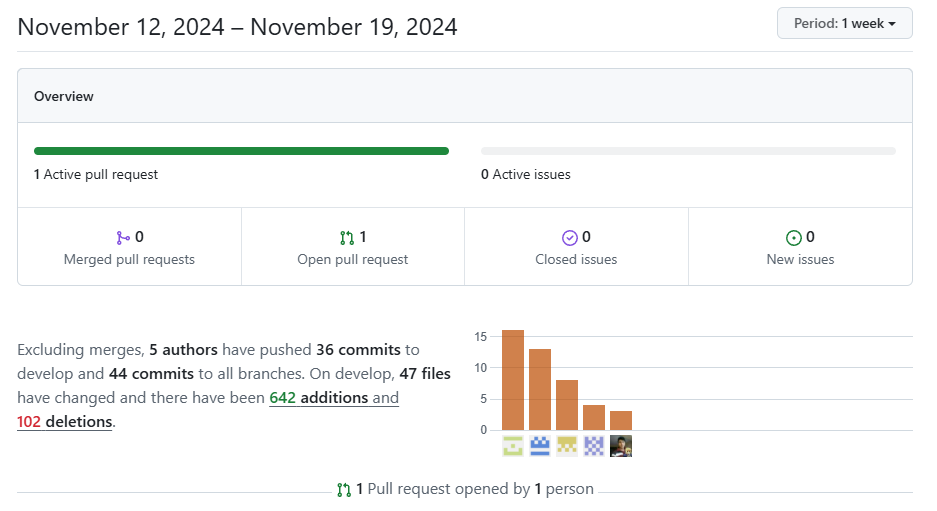 November 12, 2024 – November 19, 2024
Period: 1 week
Overview
1 Active pull request
0 Active issues
0
Merged pull requests
1
Open pull request
0
Closed issues
0
New issues
Excluding merges, 5 authors have pushed 36 commits to
develop and 44 commits to all branches. On develop, 47 files
have changed and there have been 642 additions and
102 deletions.
15
10
5
0
1 Pull request opened by 1 person